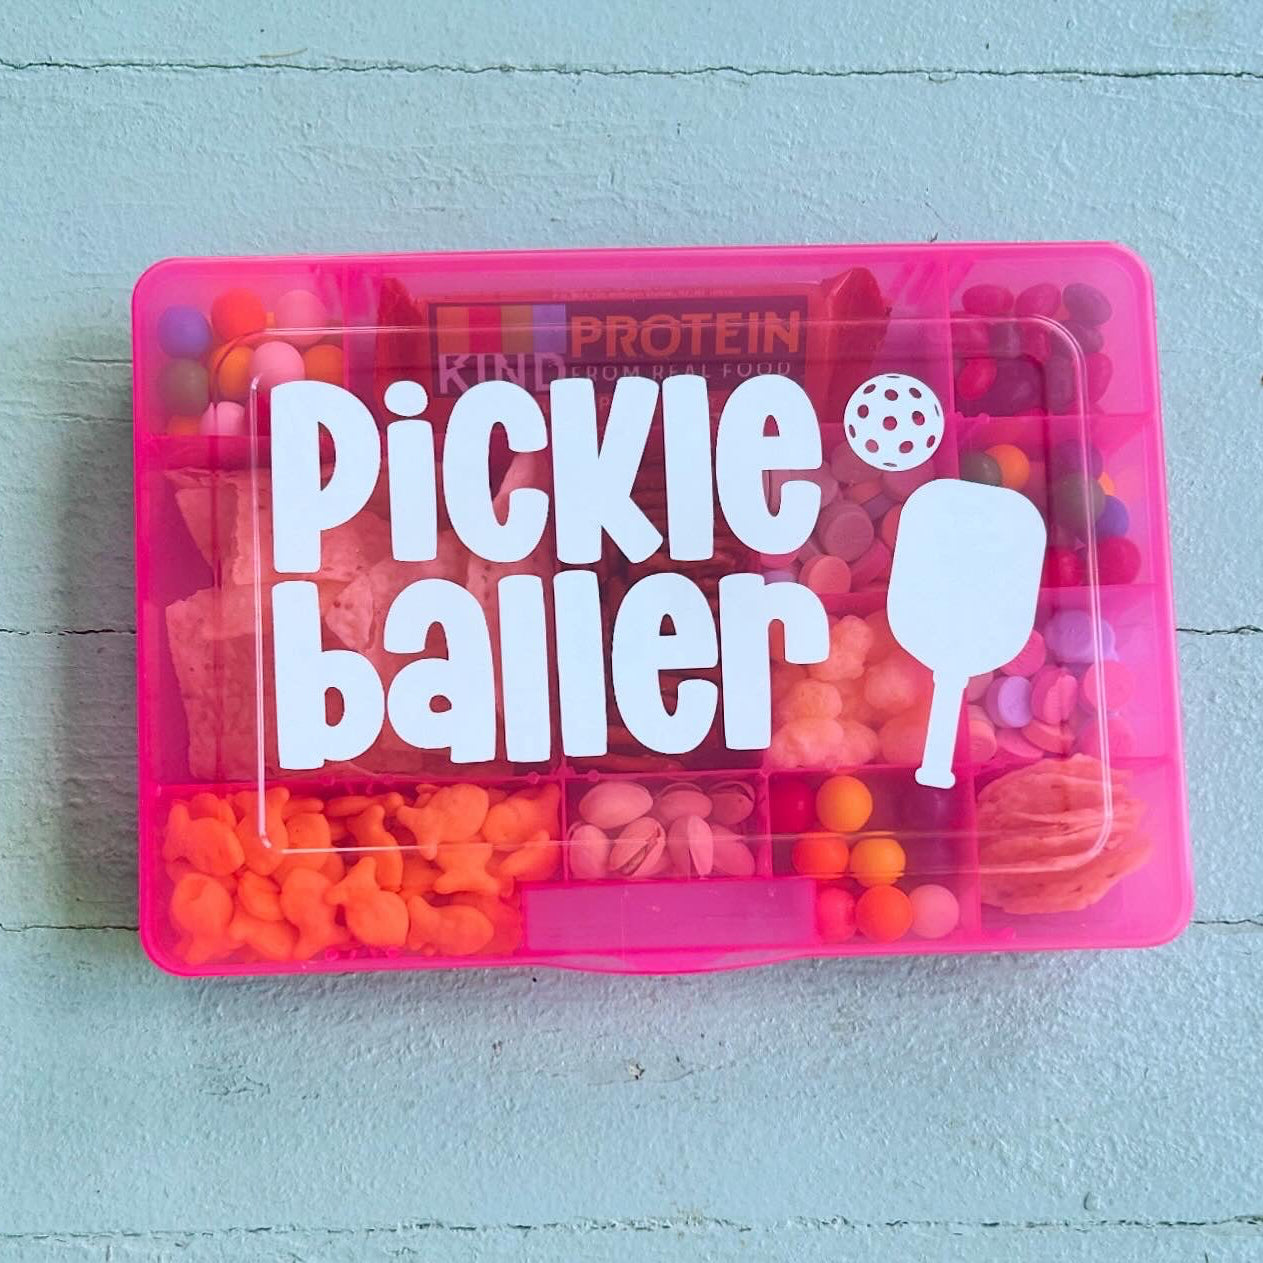 PROTEIN
KIND FROM REAL FOOD
Pickle
baller